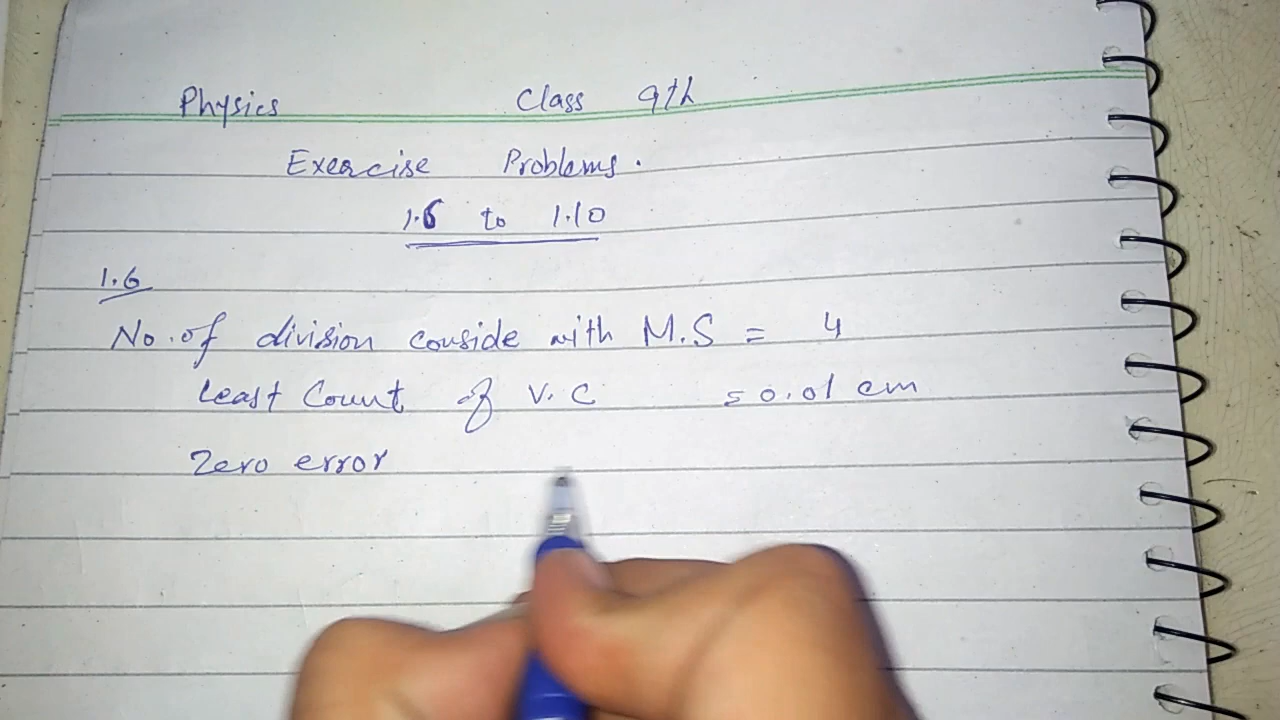 Physics Class 9th
Exercise Problems.
1.6 to 1.10
1.6
No. of division conside with M.S = 4
Least Count of V.C = 0.01 cm
Zero error